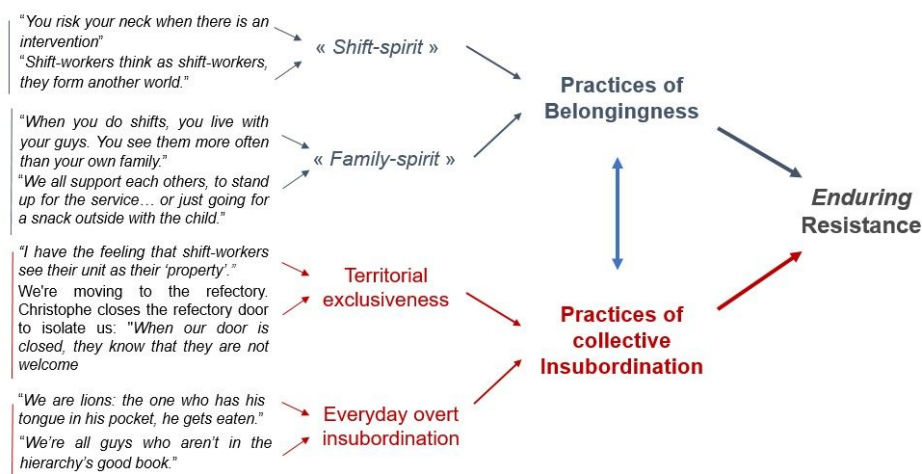 “You risk your neck when there is an
intervention”
“Shift-workers think as shift-workers,
they form another world.”
« Shift-spirit »
“When you do shifts, you live with
your guys. You see them more often
than your own family.”
“We all support each others, to stand
up for the service… or just going for
a snack outside with the child.”
« Family-spirit »
Practices of
Belongingness
“I have the feeling that shift-workers
see their unit as their ‘property’.”
We're moving to the refectory.
Christophe closes the refectory door
to isolate us: "When our door is
closed, they know that they are not
welcome
Territorial
exclusiveness
“We are lions: the one who has his
tongue in his pocket, he gets eaten.”
“We’re all guys who aren’t in the
hierarchy’s good book.”
Everyday overt
insubordination
Practices of
collective
Insubordination
Enduring
Resistance